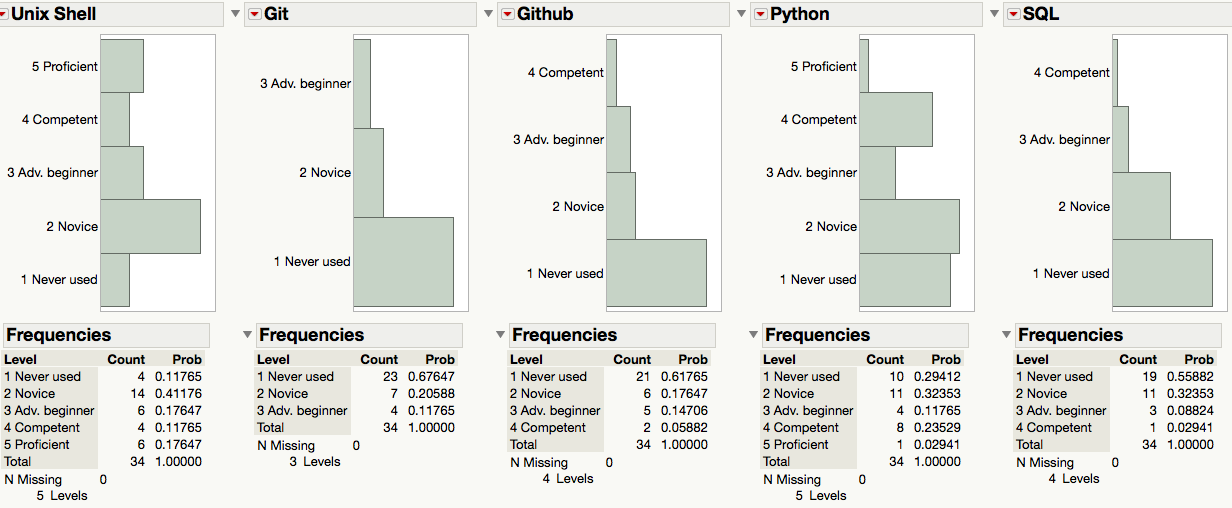 Unix Shell
5 Proficient
4 Competent
3 Adv. beginner
2 Novice
1 Never used
Frequencies
Level Count Prob
1 Never used 4 0.11765
2 Novice 14 0.41176
3 Adv. beginner 6 0.17647
4 Competent 4 0.11765
5 Proficient 6 0.17647
Total 34 1.00000
N Missing 0
5 Levels
Git
3 Adv. beginner
2 Novice
1 Never used
Frequencies
Level Count Prob
1 Never used 23 0.67647
2 Novice 7 0.20588
3 Adv. beginner 4 0.11765
Total 34 1.00000
N Missing 0
3 Levels
Github
4 Competent
3 Adv. beginner
2 Novice
1 Never used
Frequencies
Level Count Prob
1 Never used 21 0.61765
2 Novice 6 0.17647
3 Adv. beginner 5 0.14706
4 Competent 2 0.05882
Total 34 1.00000
N Missing 0
4 Levels
Python
5 Proficient
4 Competent
3 Adv. beginner
2 Novice
1 Never used
Frequencies
Level Count Prob
1 Never used 10 0.29412
2 Novice 11 0.32353
3 Adv. beginner 4 0.11765
4 Competent 8 0.23529
5 Proficient 1 0.02941
Total 34 1.00000
N Missing 0
5 Levels
SQL
4 Competent
3 Adv. beginner
2 Novice
1 Never used
Frequencies
Level Count Prob
1 Never used 19 0.55882
2 Novice 11 0.32353
3 Adv. beginner 3 0.08824
4 Competent 1 0.02941
Total 34 1.00000
N Missing 0
4 Levels